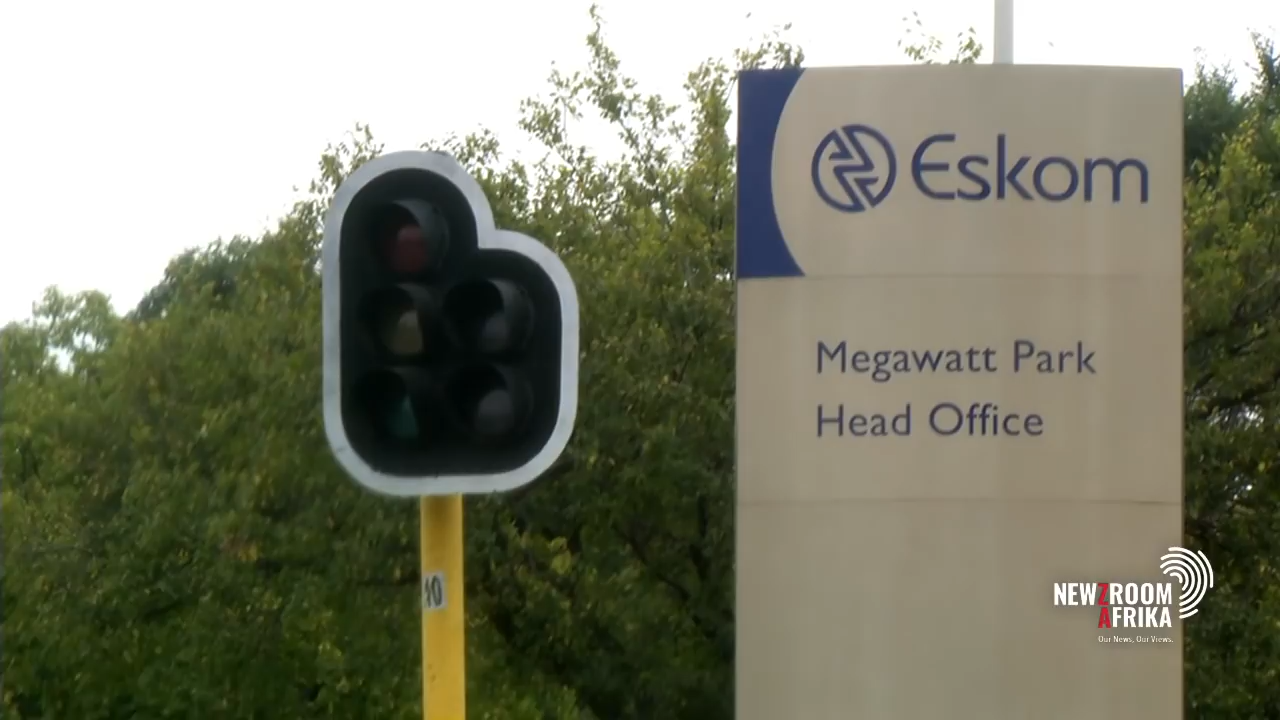 Eskom
Megawatt Park
Head Office
10
NEWZROOM
AFRIKA
Our News, Our Views.